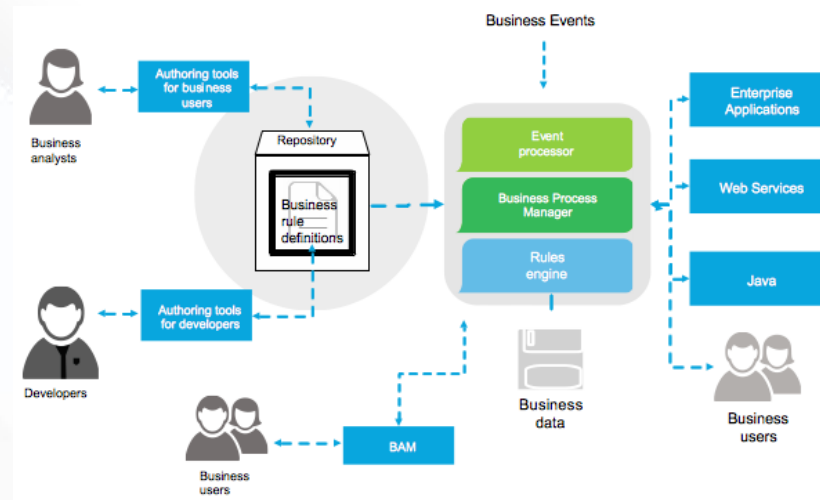 Business Events
Authoring tools
for business
users
Business
analysts
Repository
Business
rule
definitions
Event
processor
Business Process
Manager
Rules
engine
Enterprise
Applications
Web Services
Java
Authoring tools
for developers
Developers
Business
data
Business
users
BAM
Business
users